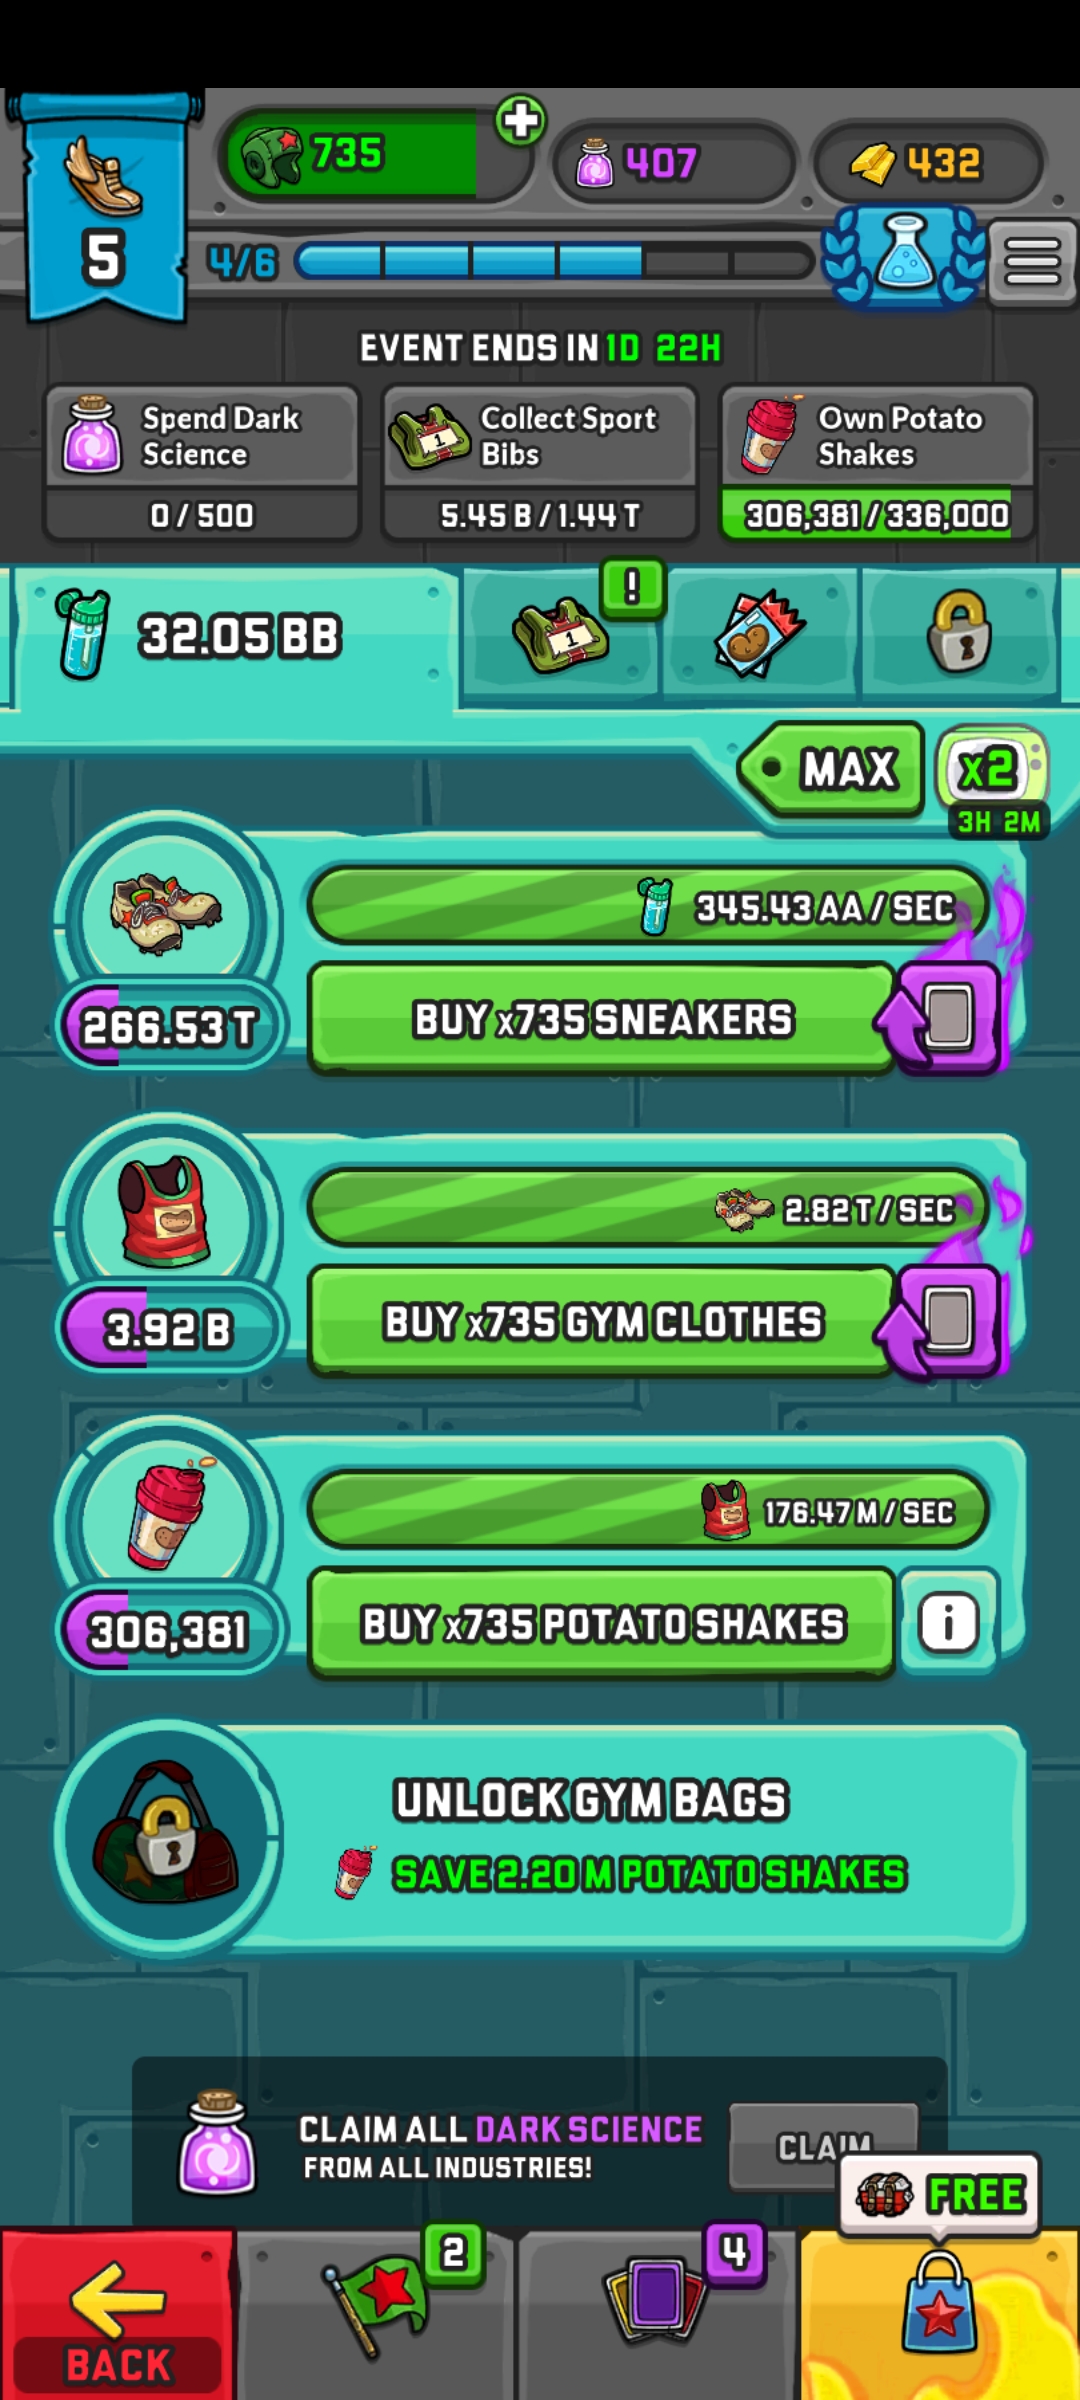 735
407
432
5
4/6
EVENT ENDS IN 1D 22H
Spend Dark
Science
0 / 500
Collect Sport
Bibs
5.45 B / 1.44 T
Own Potato
Shakes
306,381 / 336,000
32.05 BB
1
!
MAX
x2
3H 2M
345.43 AA / SEC
266.53 T
BUY x735 SNEAKERS
2.82 T / SEC
3.92 B
BUY x735 GYM CLOTHES
176.47 M / SEC
306,381
BUY x735 POTATO SHAKES
i
UNLOCK GYM BAGS
SAVE 2.20 M POTATO SHAKES
CLAIM ALL DARK SCIENCE
FROM ALL INDUSTRIES!
CLAIM
FREE
2
4
BACK